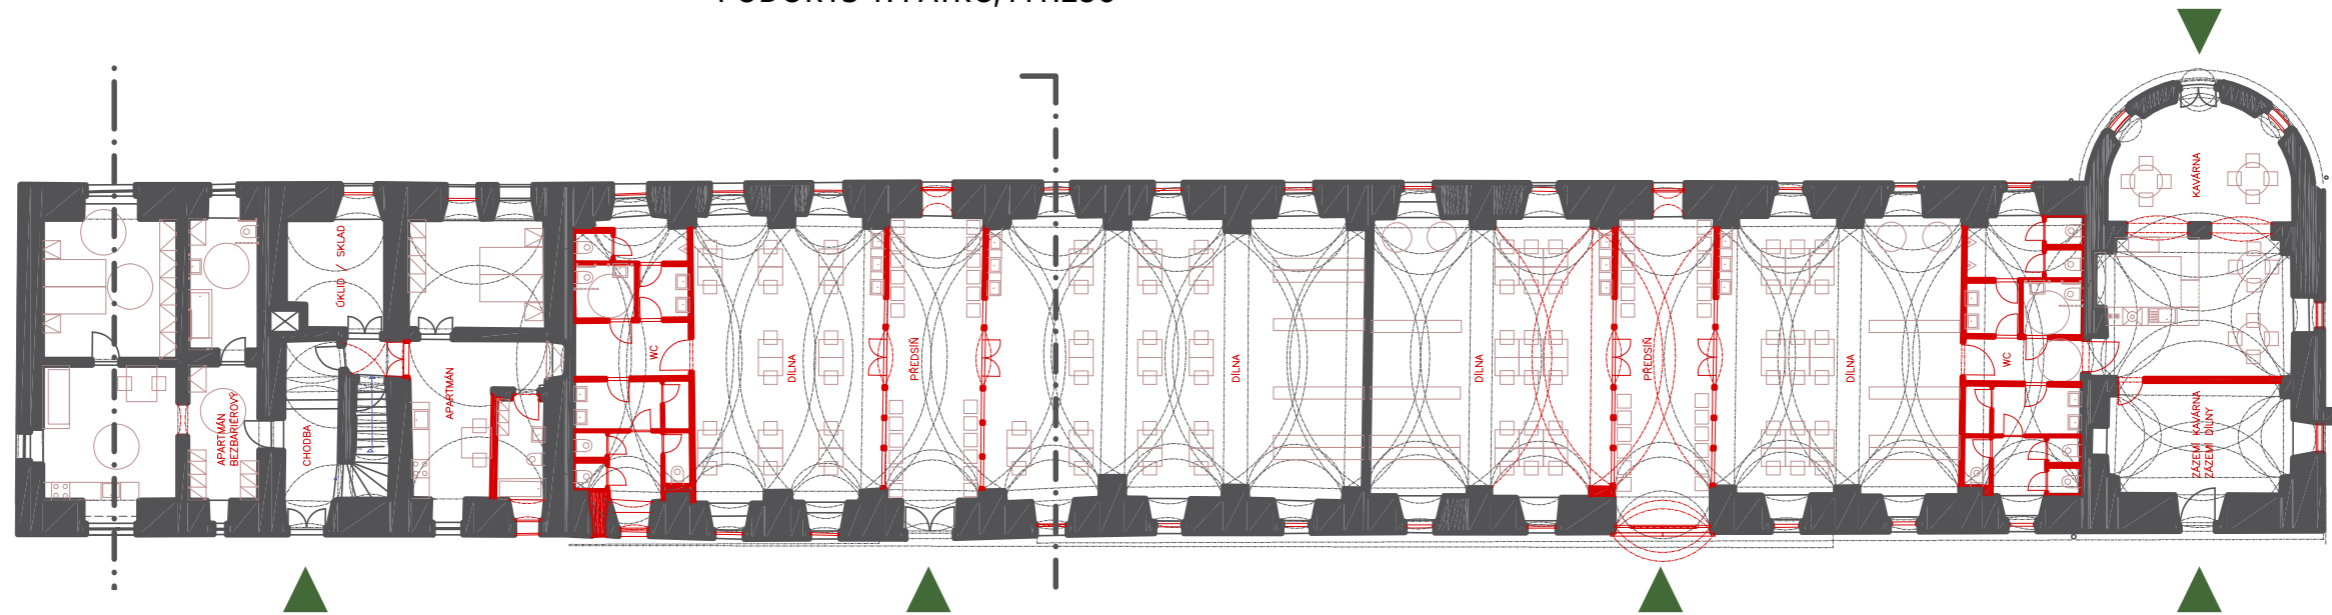 ÚKLID / SKLAD
APARTMÁN
BEZBARIÉROVÝ
CHODBA
APARTMÁN
WC
DÍLNA
PŘEDSÍŇ
DÍLNA
DÍLNA
PŘEDSÍŇ
DÍLNA
WC
KAVÁRNA
ZÁZEMÍ KAVÁRNA
ZÁZEMÍ DÍLNY